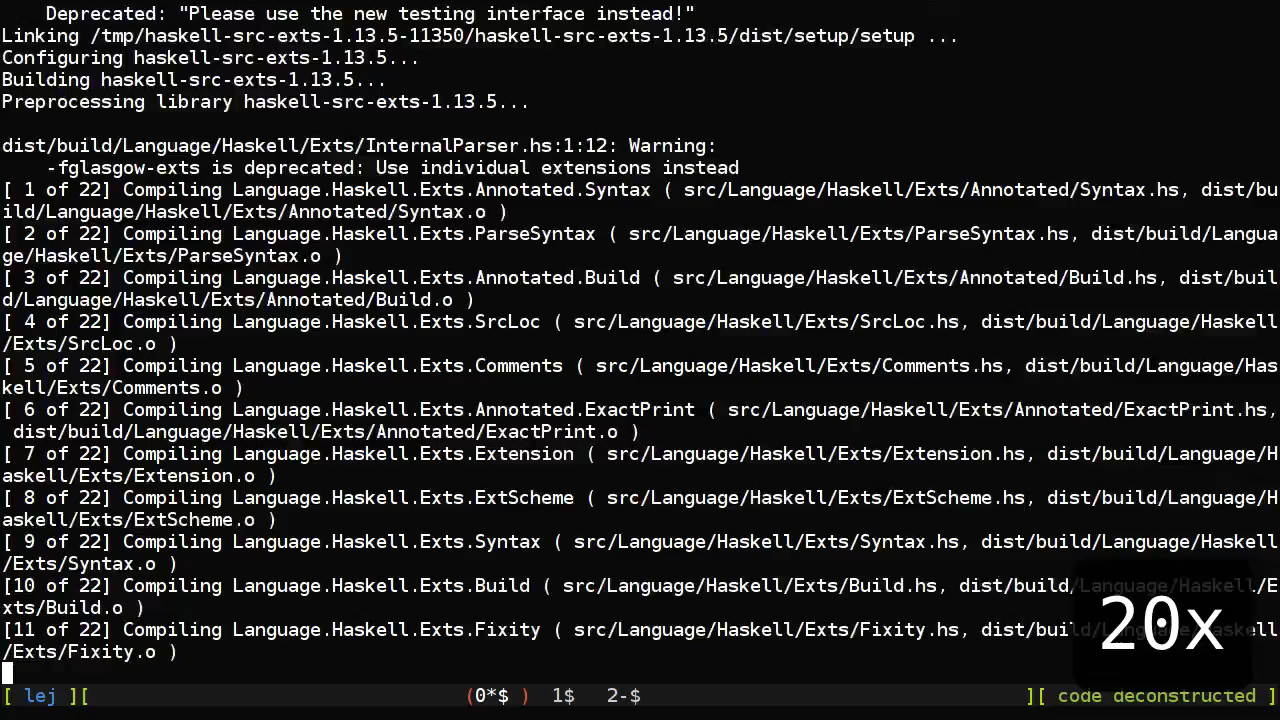 Deprecated: "Please use the new testing interface instead!"
Linking /tmp/haskell-src-exts-1.13.5-11350/haskell-src-exts-1.13.5/dist/setup/setup ...
Configuring haskell-src-exts-1.13.5...
Building haskell-src-exts-1.13.5...
Preprocessing library haskell-src-exts-1.13.5...
dist/build/Language/Haskell/Exts/InternalParser.hs:1:12: Warning:
-fglasgow-exts is deprecated: Use individual extensions instead
[ 1 of 22] Compiling Language.Haskell.Exts.Annotated.Syntax ( src/Language/Haskell/Exts/Annotated/Syntax.hs, dist/bu
ild/Language/Haskell/Exts/Annotated/Syntax.o )
[ 2 of 22] Compiling Language.Haskell.Exts.ParseSyntax ( src/Language/Haskell/Exts/ParseSyntax.hs, dist/build/Langua
ge/Haskell/Exts/ParseSyntax.o )
[ 3 of 22] Compiling Language.Haskell.Exts.Annotated.Build ( src/Language/Haskell/Exts/Annotated/Build.hs, dist/buil
d/Language/Haskell/Exts/Annotated/Build.o )
[ 4 of 22] Compiling Language.Haskell.Exts.SrcLoc ( src/Language/Haskell/Exts/SrcLoc.hs, dist/build/Language/Haskell
/Exts/SrcLoc.o )
[ 5 of 22] Compiling Language.Haskell.Exts.Comments ( src/Language/Haskell/Exts/Comments.hs, dist/build/Language/Has
kell/Exts/Comments.o )
[ 6 of 22] Compiling Language.Haskell.Exts.Annotated.ExactPrint ( src/Language/Haskell/Exts/Annotated/ExactPrint.hs,
dist/build/Language/Haskell/Exts/Annotated/ExactPrint.o )
[ 7 of 22] Compiling Language.Haskell.Exts.Extension ( src/Language/Haskell/Exts/Extension.hs, dist/build/Language/H
askell/Exts/Extension.o )
[ 8 of 22] Compiling Language.Haskell.Exts.ExtScheme ( src/Language/Haskell/Exts/ExtScheme.hs, dist/build/Language/H
askell/Exts/ExtScheme.o )
[ 9 of 22] Compiling Language.Haskell.Exts.Syntax ( src/Language/Haskell/Exts/Syntax.hs, dist/build/Language/Haskell
/Exts/Syntax.o )
[10 of 22] Compiling Language.Haskell.Exts.Build ( src/Language/Haskell/Exts/Build.hs, dist/build/Language/Haskell/E
xts/Build.o )
[11 of 22] Compiling Language.Haskell.Exts.Fixity ( src/Language/Haskell/Exts/Fixity.hs, dist/build/Language/Haskell
/Exts/Fixity.o )
20x
[ lej ][ (0*$ ) 1$ 2-$ ][ code deconstructed ]